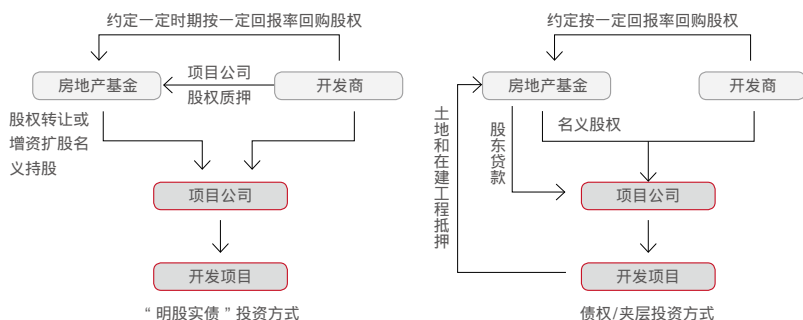 约定一定时期按一定回报率回购股权
房地产基金
项目公司
股权质押
开发商
股权转让或
增资扩股名
义持股
项目公司
开发项目
“明股实债”投资方式
约定按一定回报率回购股权
房地产基金
开发商
土地和在建工程抵押
股东贷款
名义股权
项目公司
开发项目
债权/夹层投资方式